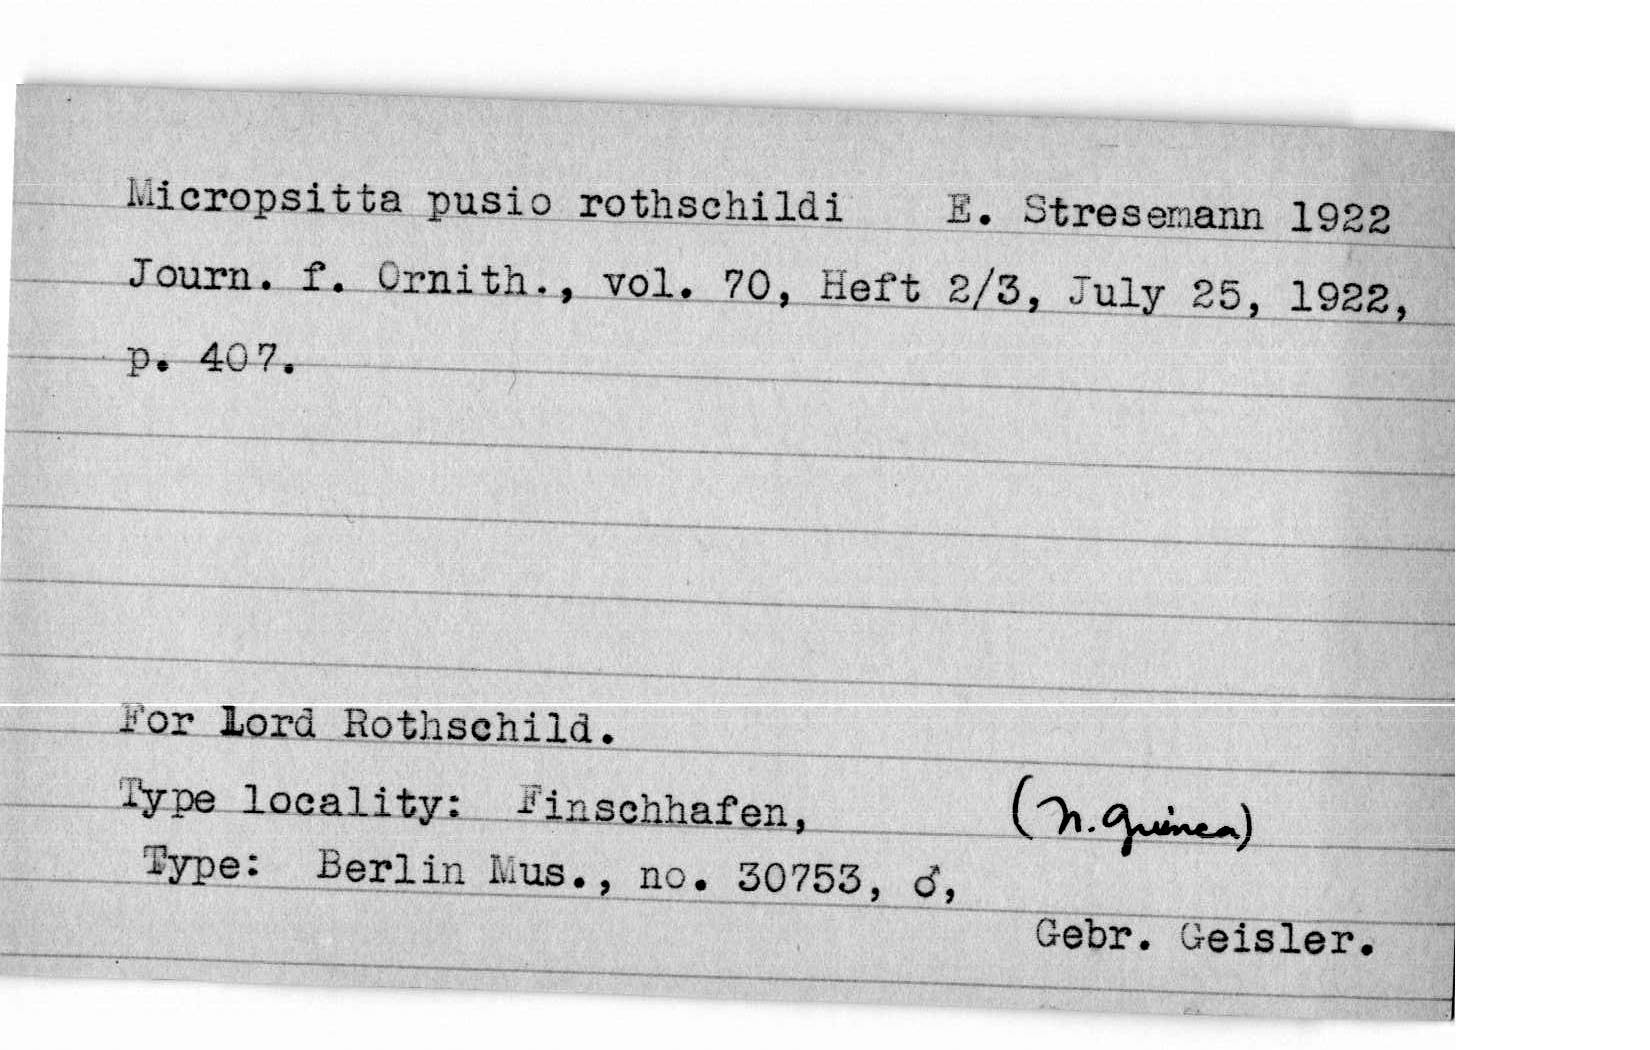 Micropsitta pusio rothschildi E. Stresemann 1922
Journ. f. Ornith., vol. 70, Heft 2/3, July 25, 1922,
p. 407.
For Lord Rothschild.
Type locality: Finschhafen, (N. Guinea)
Type: Berlin Mus., no. 30753, ♂,
Gebr. Geisler.